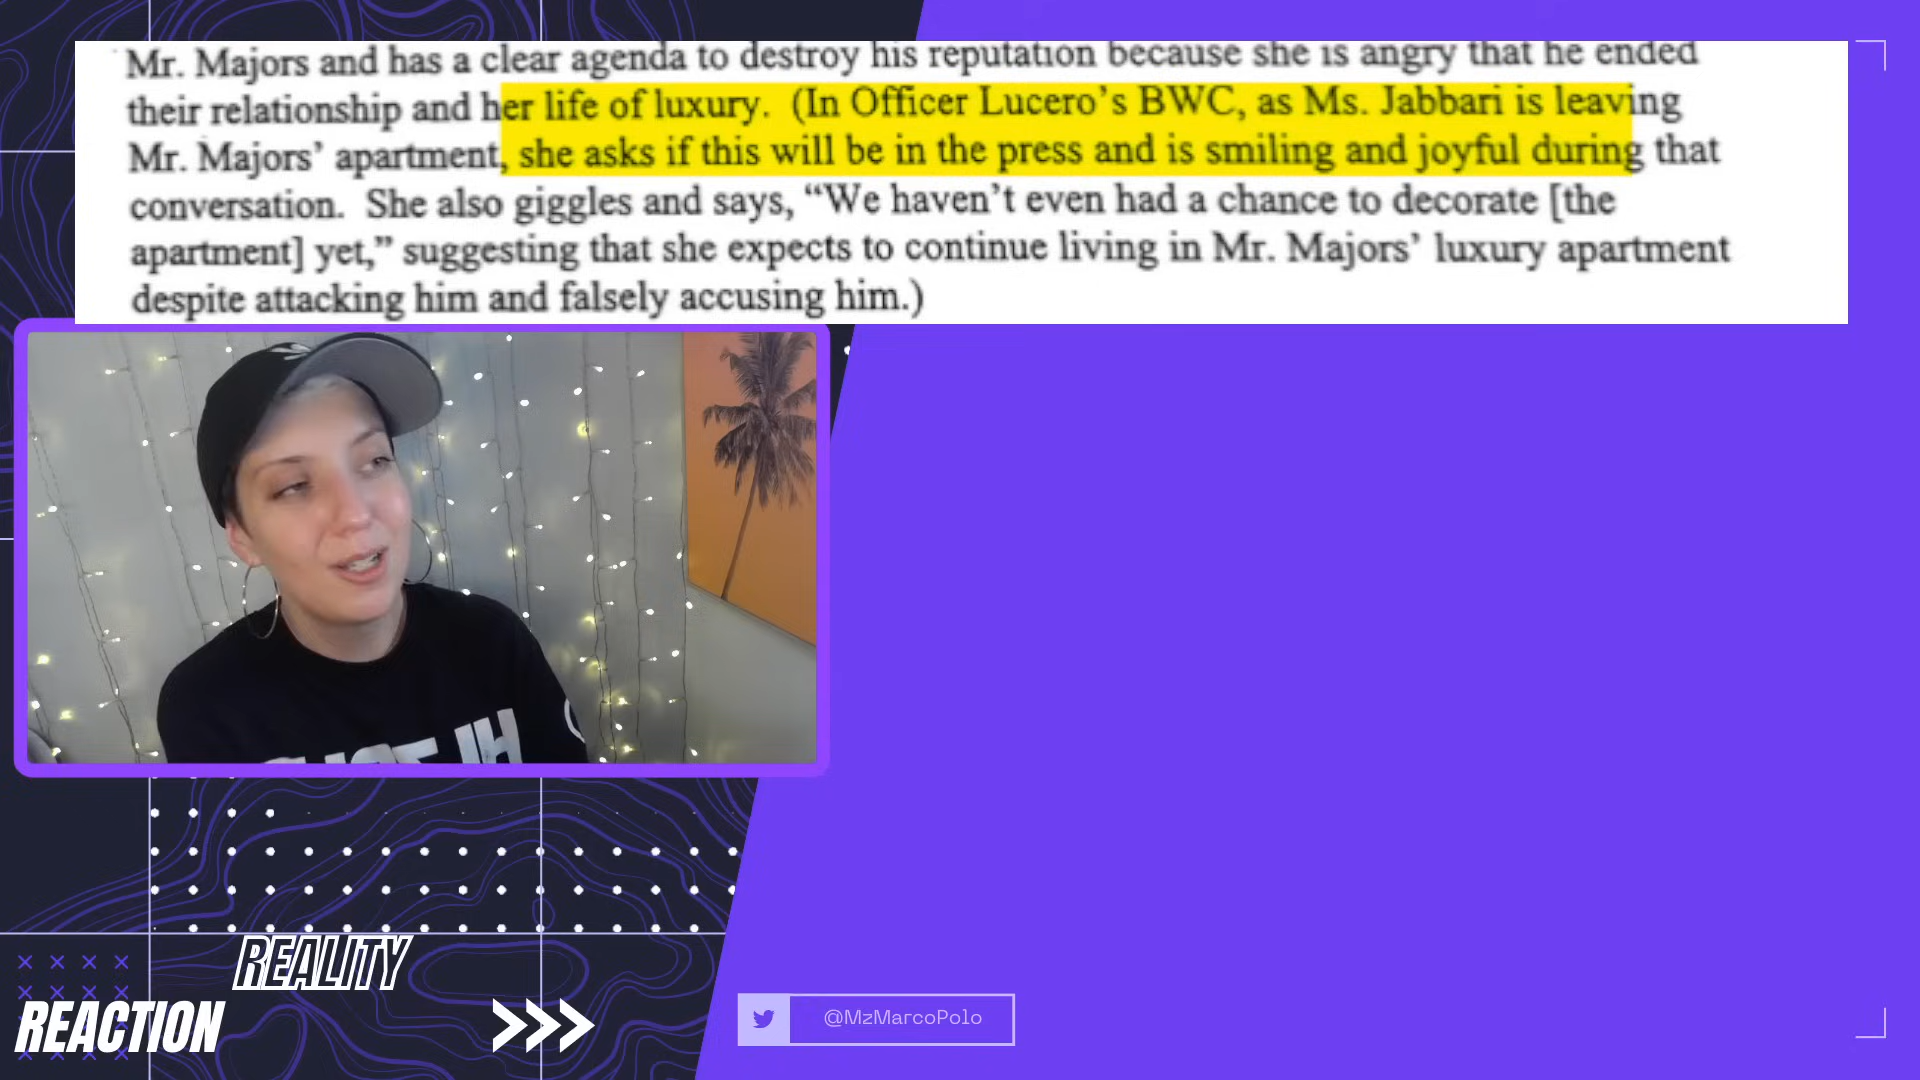 Mr. Majors and has a clear agenda to destroy his reputation because she is angry that he ended
their relationship and her life of luxury. (In Officer Lucero’s BWC, as Ms. Jabbari is leaving
Mr. Majors’ apartment, she asks if this will be in the press and is smiling and joyful during that
conversation. She also giggles and says, “We haven’t even had a chance to decorate [the
apartment] yet,” suggesting that she expects to continue living in Mr. Majors’ luxury apartment
despite attacking him and falsely accusing him.)
REALITY
REACTION
@MzMarcoPolo